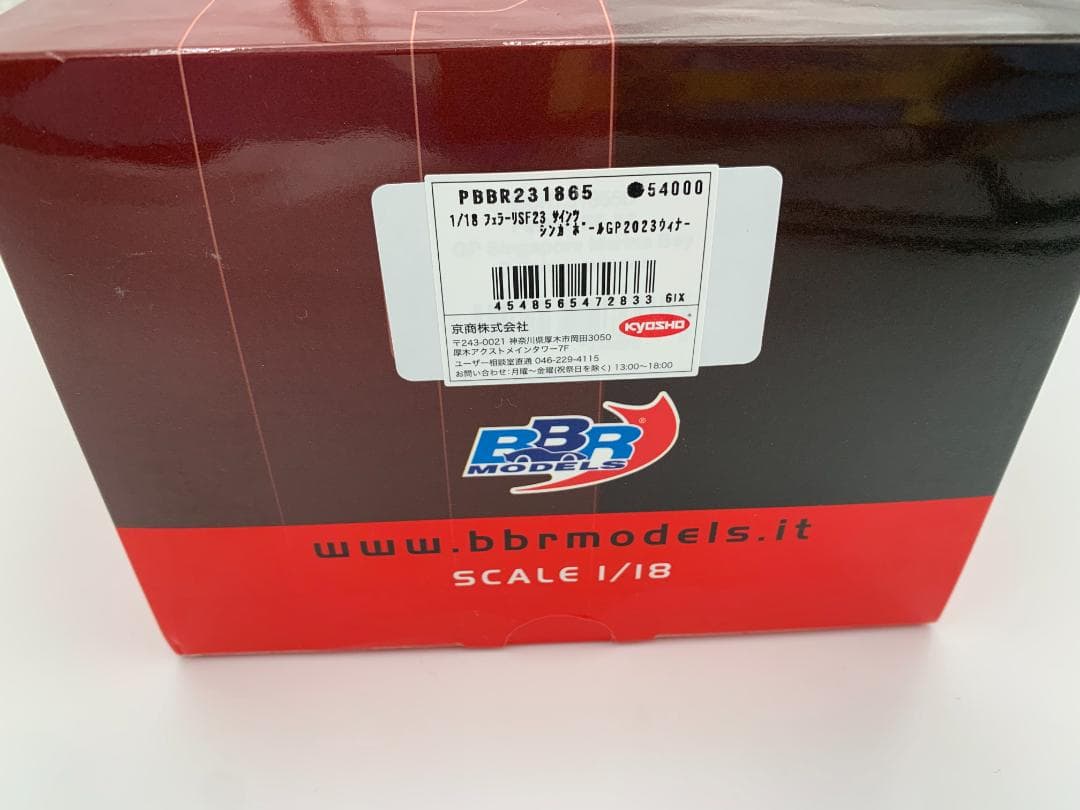 PBBR231865 ●54000
1/18 フェラーリSF23 サインツ
シンガポールGP2023ウィナー
4548565472833 GIX
京商株式会社
KYOSHO
〒243-0021 神奈川県厚木市岡田3050
厚木アクストメインタワー7F
ユーザー相談室直通 046-229-4115
お問い合わせ:月曜~金曜(祝祭日を除く) 13:00~18:00
BBR®
MODELS
www.bbrmodels.it
SCALE 1/18